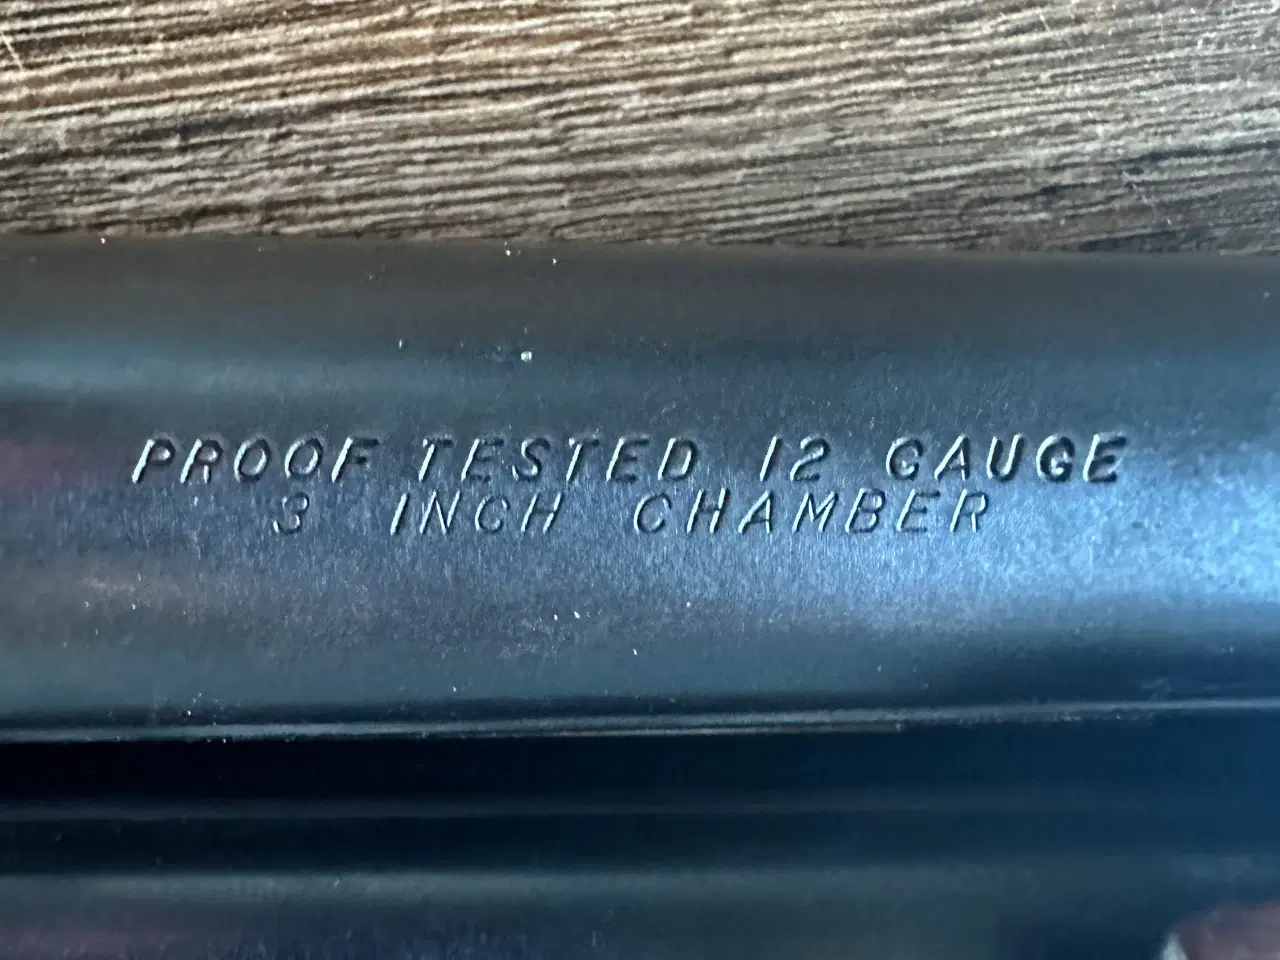 PROOF TESTED 12 GAUGE
3 INCH CHAMBER